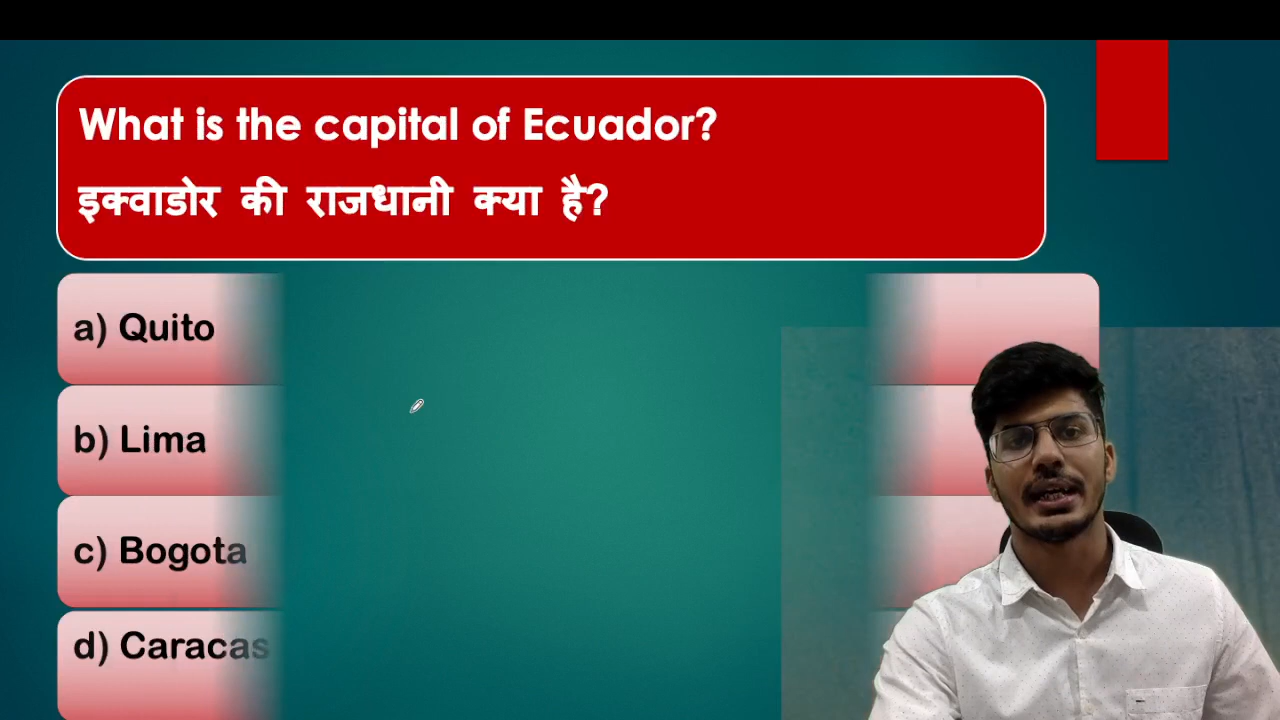 What is the capital of Ecuador?
इक्वाडोर की राजधानी क्या है?
a) Quito
b) Lima
c) Bogota
d) Caracas